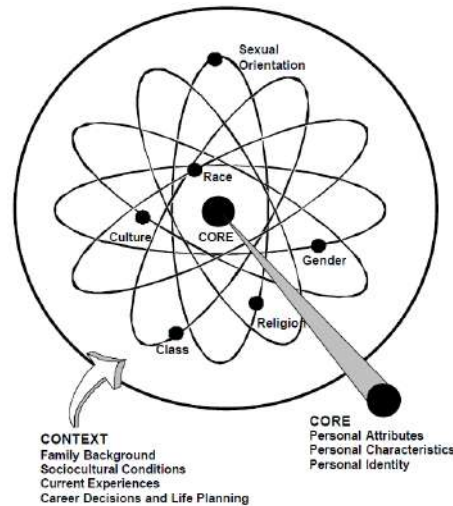 Sexual
Orientation
Race
Culture
CORE
Gender
Religion
Class
CONTEXT
Family Background
Sociocultural Conditions
Current Experiences
Career Decisions and Life Planning
CORE
Personal Attributes
Personal Characteristics
Personal Identity